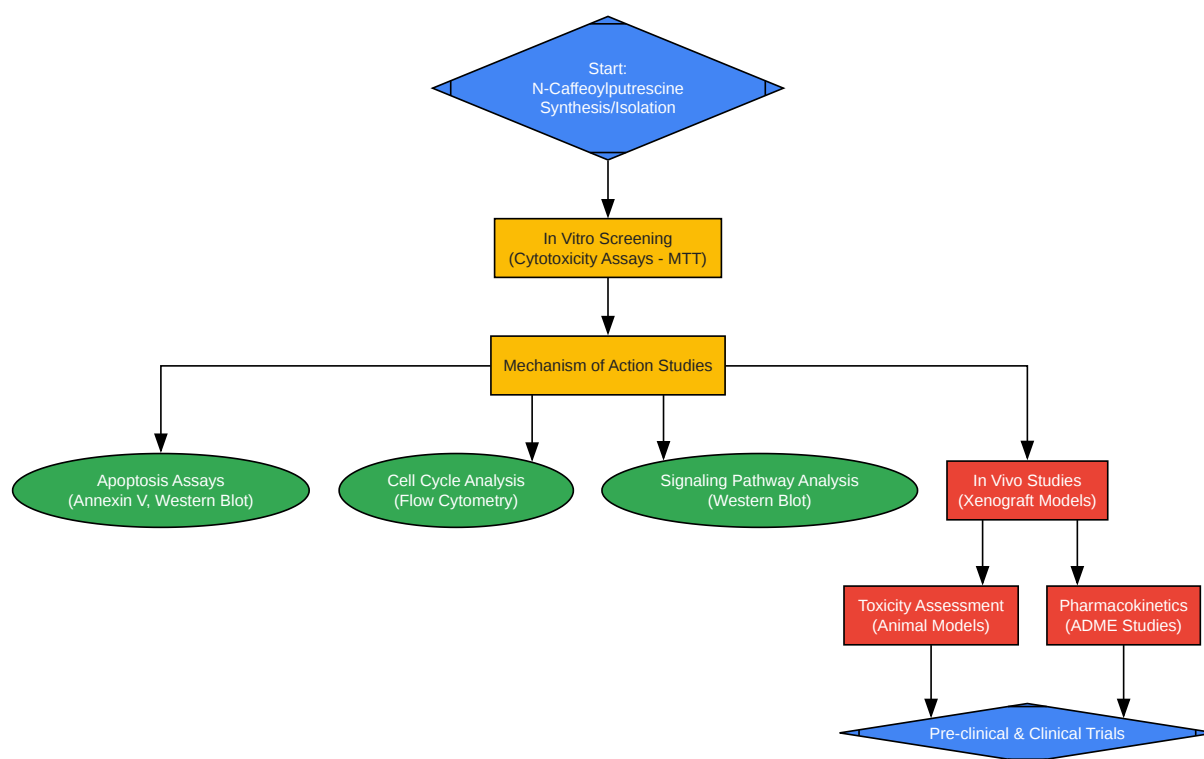 Start:
N-Caffeoylputrescine
Synthesis/Isolation
In Vitro Screening
(Cytotoxicity Assays - MTT)
Mechanism of Action Studies
Apoptosis Assays
(Annexin V, Western Blot)
Cell Cycle Analysis
(Flow Cytometry)
Signaling Pathway Analysis
(Western Blot)
In Vivo Studies
(Xenograft Models)
Toxicity Assessment
(Animal Models)
Pharmacokinetics
(ADME Studies)
Pre-clinical & Clinical Trials